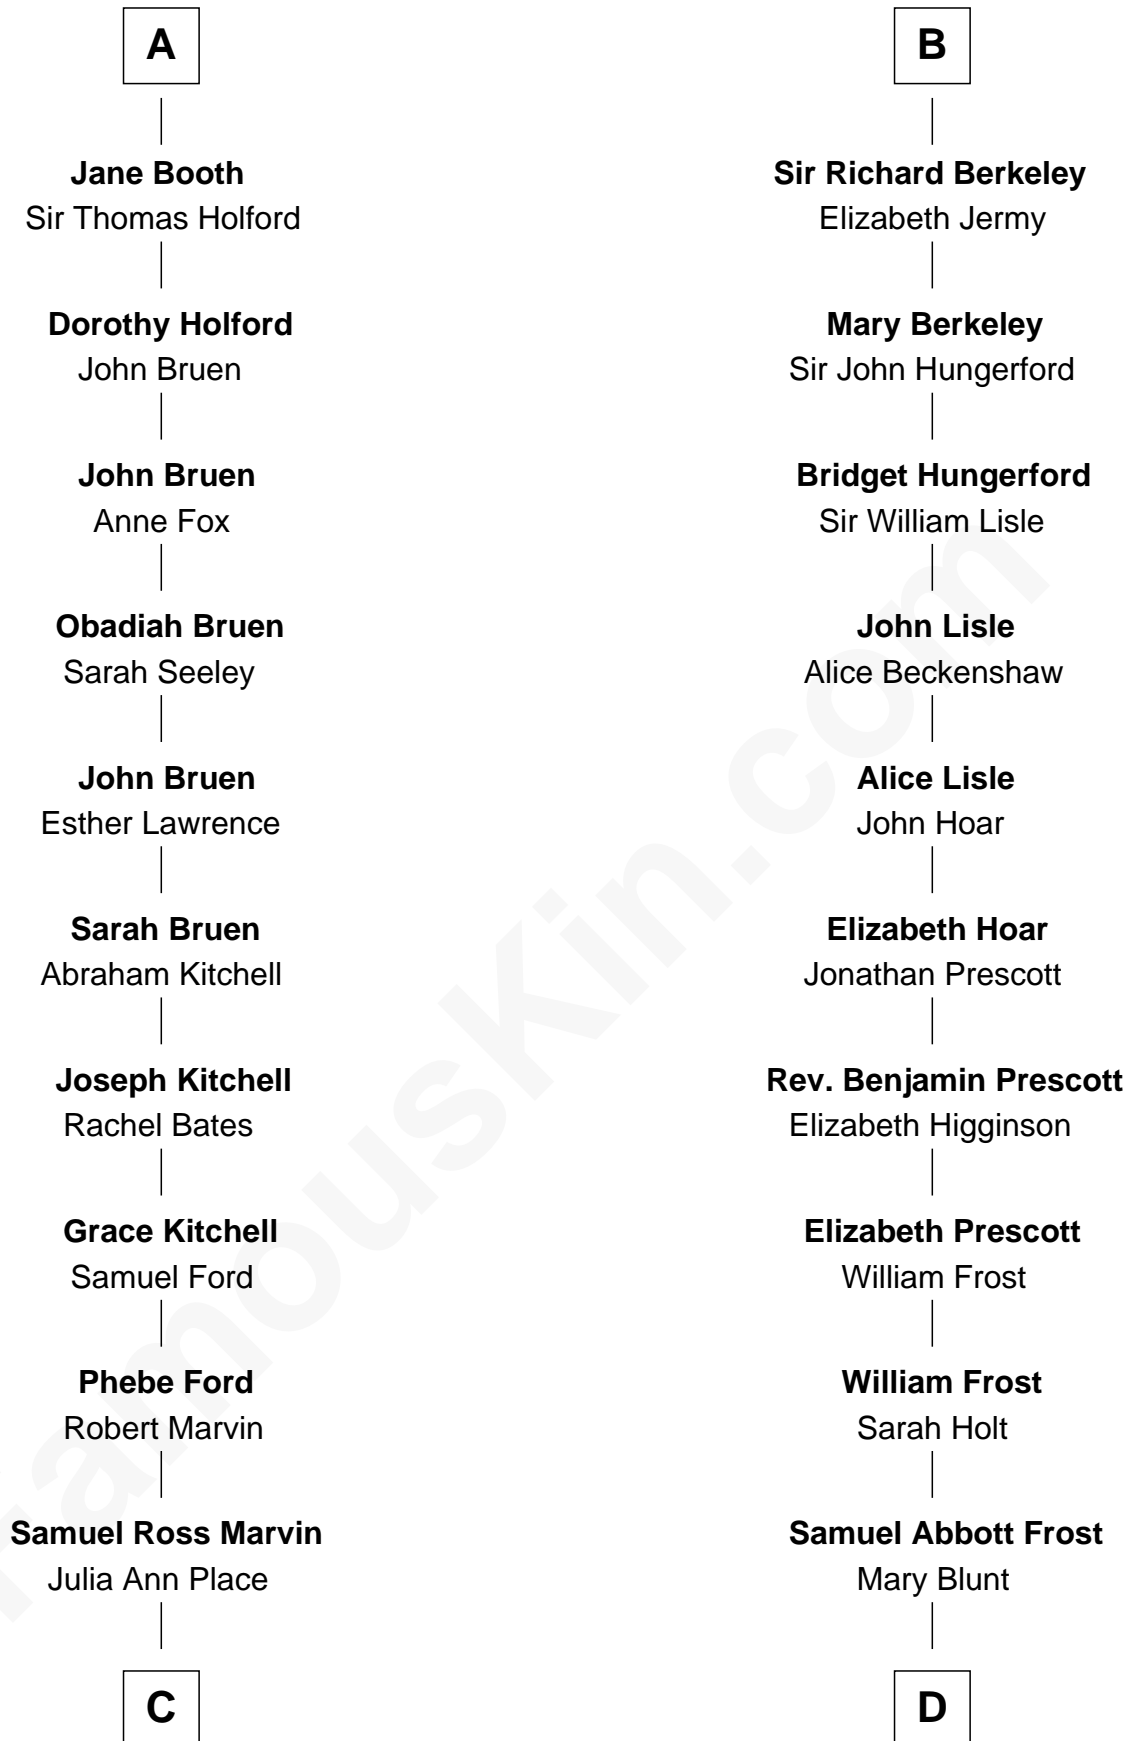 A
Jane Booth
Sir Thomas Holford
Dorothy Holford
John Bruen
John Bruen
Anne Fox
Obadiah Bruen
Sarah Seeley
John Bruen
Esther Lawrence
Sarah Bruen
Abraham Kitchell
Joseph Kitchell
Rachel Bates
Grace Kitchell
Samuel Ford
Phebe Ford
Robert Marvin
Samuel Ross Marvin
Julia Ann Place
C
B
Sir Richard Berkeley
Elizabeth Jermy
Mary Berkeley
Sir John Hungerford
Bridget Hungerford
Sir William Lisle
John Lisle
Alice Beckenshaw
Alice Lisle
John Hoar
Elizabeth Hoar
Jonathan Prescott
Rev. Benjamin Prescott
Elizabeth Higginson
Elizabeth Prescott
William Frost
William Frost
Sarah Holt
Samuel Abbott Frost
Mary Blunt
D
FamousKin.com